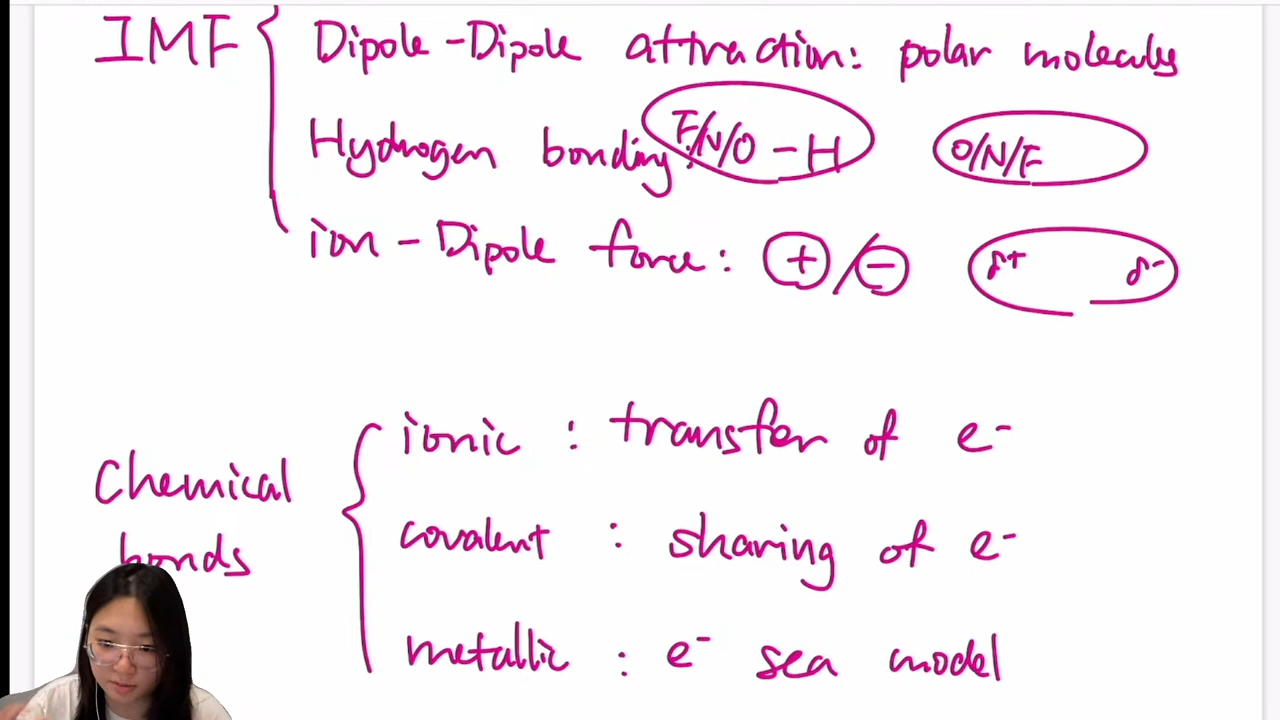 IMF { Dipole-Dipole attraction: polar molecules
Hydrogen bonding: F/N/O - H O/N/F
ion - Dipole force: + / - δ+ δ-
Chemical bonds
ionic : transfer of e-
covalent : sharing of e-
metallic : e- sea model